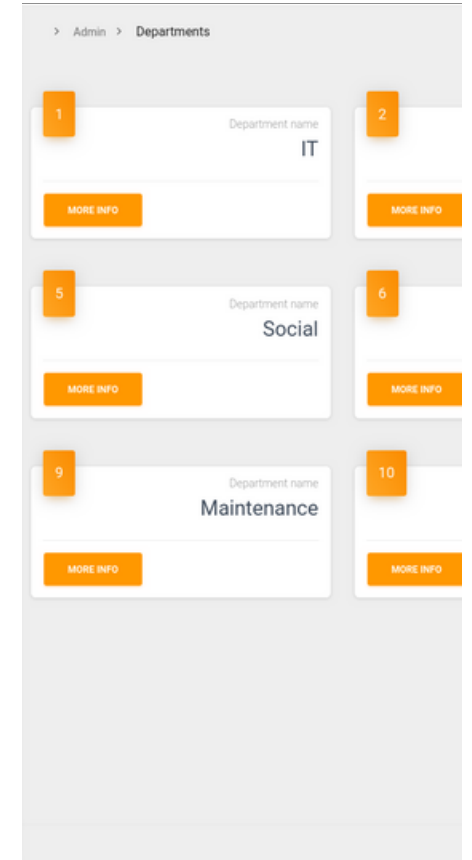 > Admin > Departments
1
Department name
IT
MORE INFO
2
MORE INFO
5
Department name
Social
MORE INFO
6
MORE INFO
9
Department name
Maintenance
MORE INFO
10
MORE INFO